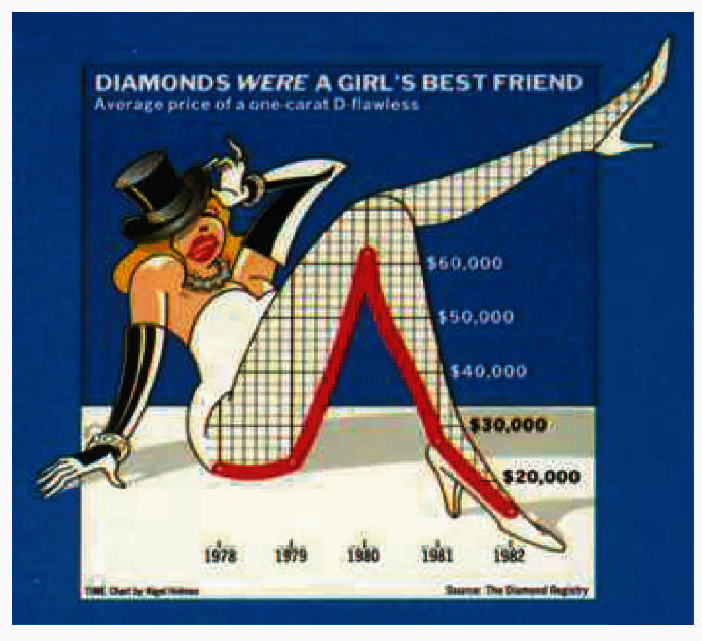 DIAMONDS WERE A GIRL'S BEST FRIEND
Average price of a one-carat D-flawless
$60,000
$50,000
$40,000
$30,000
$20,000
1978 1979 1980 1981 1982
TIME Chart by Nigel Holmes
Source: The Diamond Registry